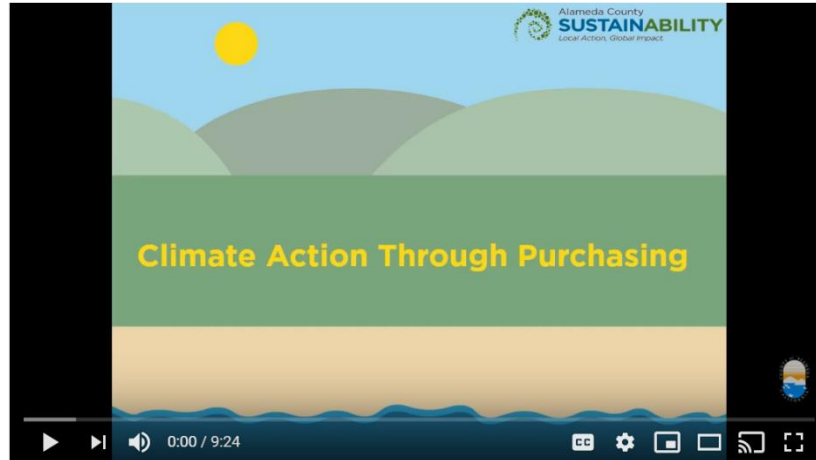 Alameda County
SUSTAINABILITY
Local Action, Global Impact.
Climate Action Through Purchasing
0:00 / 9:24
CC